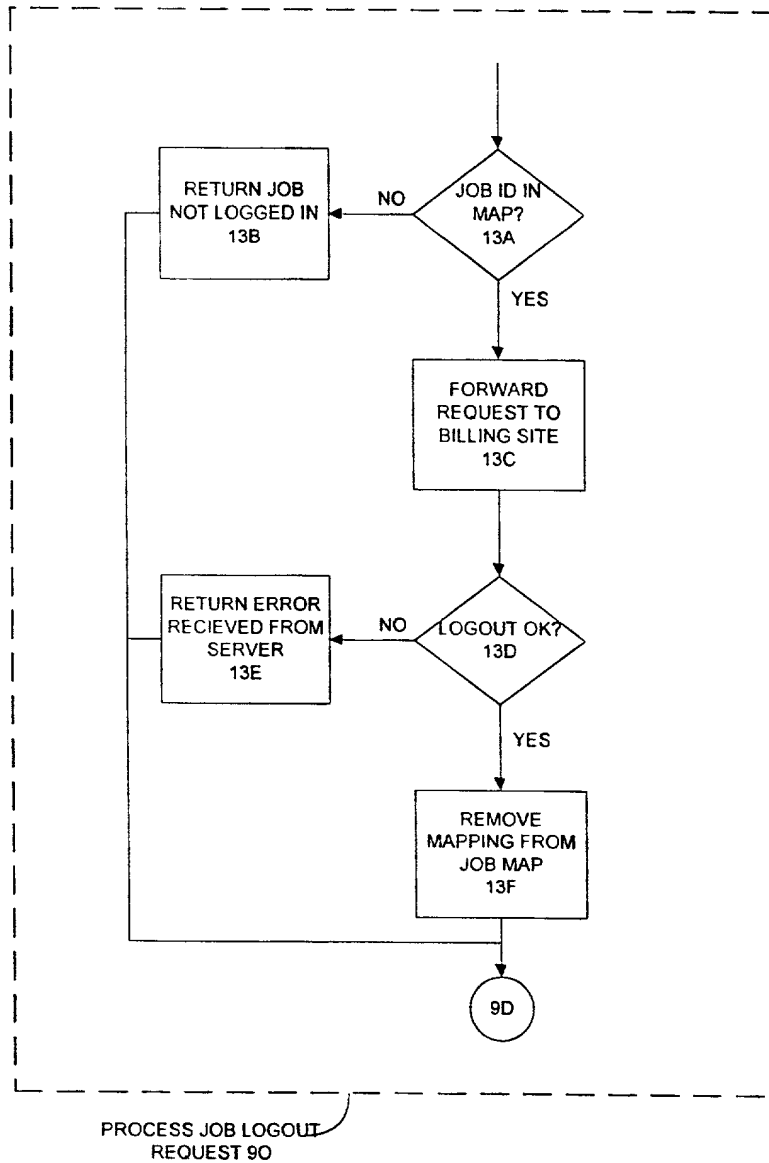 JOB ID IN
MAP?
13A
NO
RETURN JOB
NOT LOGGED IN
13B
YES
FORWARD
REQUEST TO
BILLING SITE
13C
LOGOUT OK?
13D
NO
RETURN ERROR
RECIEVED FROM
SERVER
13E
YES
REMOVE
MAPPING FROM
JOB MAP
13F
9D
PROCESS JOB LOGOUT
REQUEST 9O